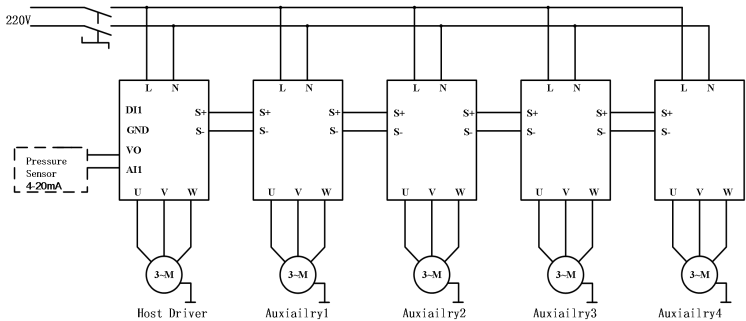 220V
L N L N L N L N L N
DI1 S+ S+ S+ S+ S+ S+ S+ S+
GND S- S- S- S- S- S- S- S-
VO
Pressure
AI1
Sensor
4-20mA
U V W U V W U V W U V W U V W
3~M 3~M 3~M 3~M 3~M
Host Driver Auxiailry1 Auxiailry2 Auxiailry3 Auxiailry4